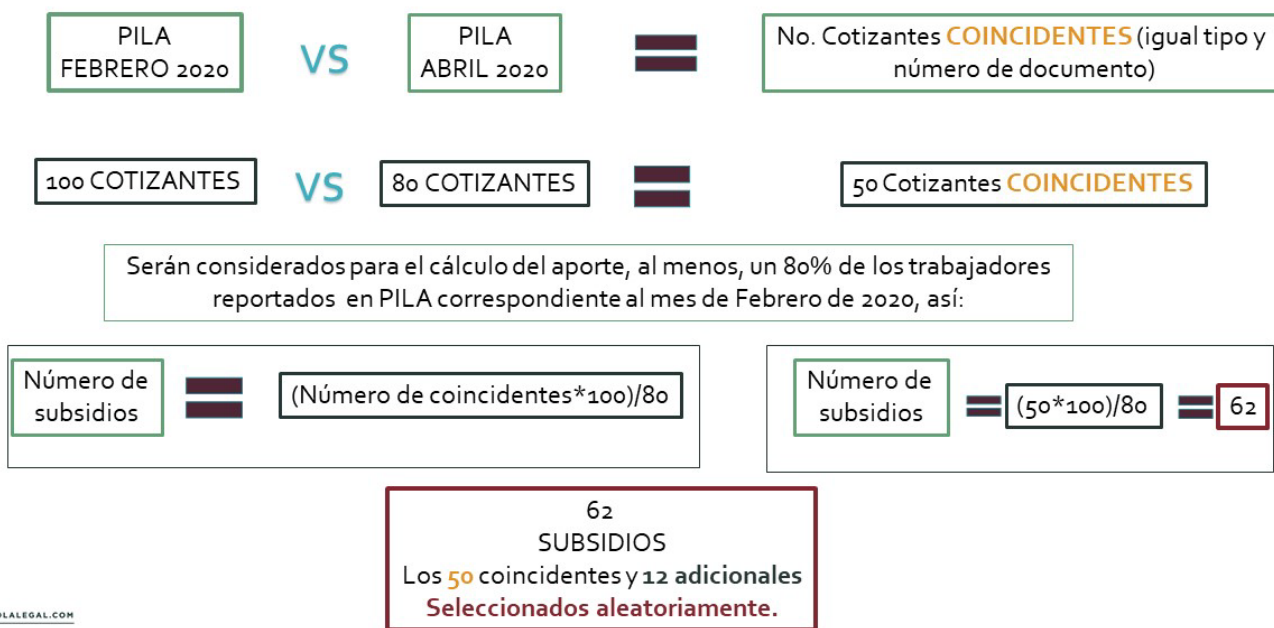 PILA
FEBRERO 2020
VS
PILA
ABRIL 2020
No. Cotizantes COINCIDENTES (igual tipo y
número de documento)
100 COTIZANTES
VS
80 COTIZANTES
50 Cotizantes COINCIDENTES
Serán considerados para el cálculo del aporte, al menos, un 80% de los trabajadores
reportados en PILA correspondiente al mes de Febrero de 2020, así:
Número de
subsidios
(Número de coincidentes*100)/80
Número de
subsidios
(50*100)/80
62
62
SUBSIDIOS
Los 50 coincidentes y 12 adicionales
Seleccionados aleatoriamente.
OLALEGAL.COM